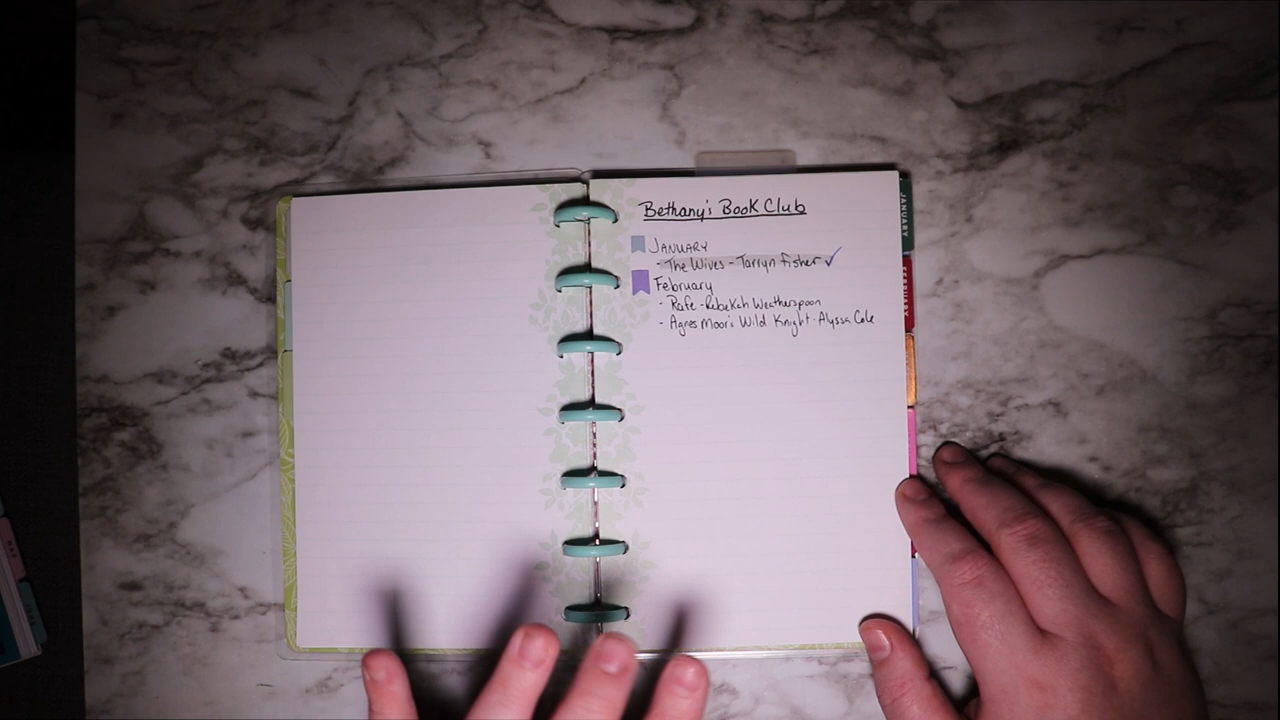 Bethany's Book Club
JANUARY
- The Wives - Tarryn Fisher ✓
February
- Rafe - Rebekah Weatherspoon
- Agnes Moor's Wild Knight - Alyssa Cole
JANUARY
FEBRUARY